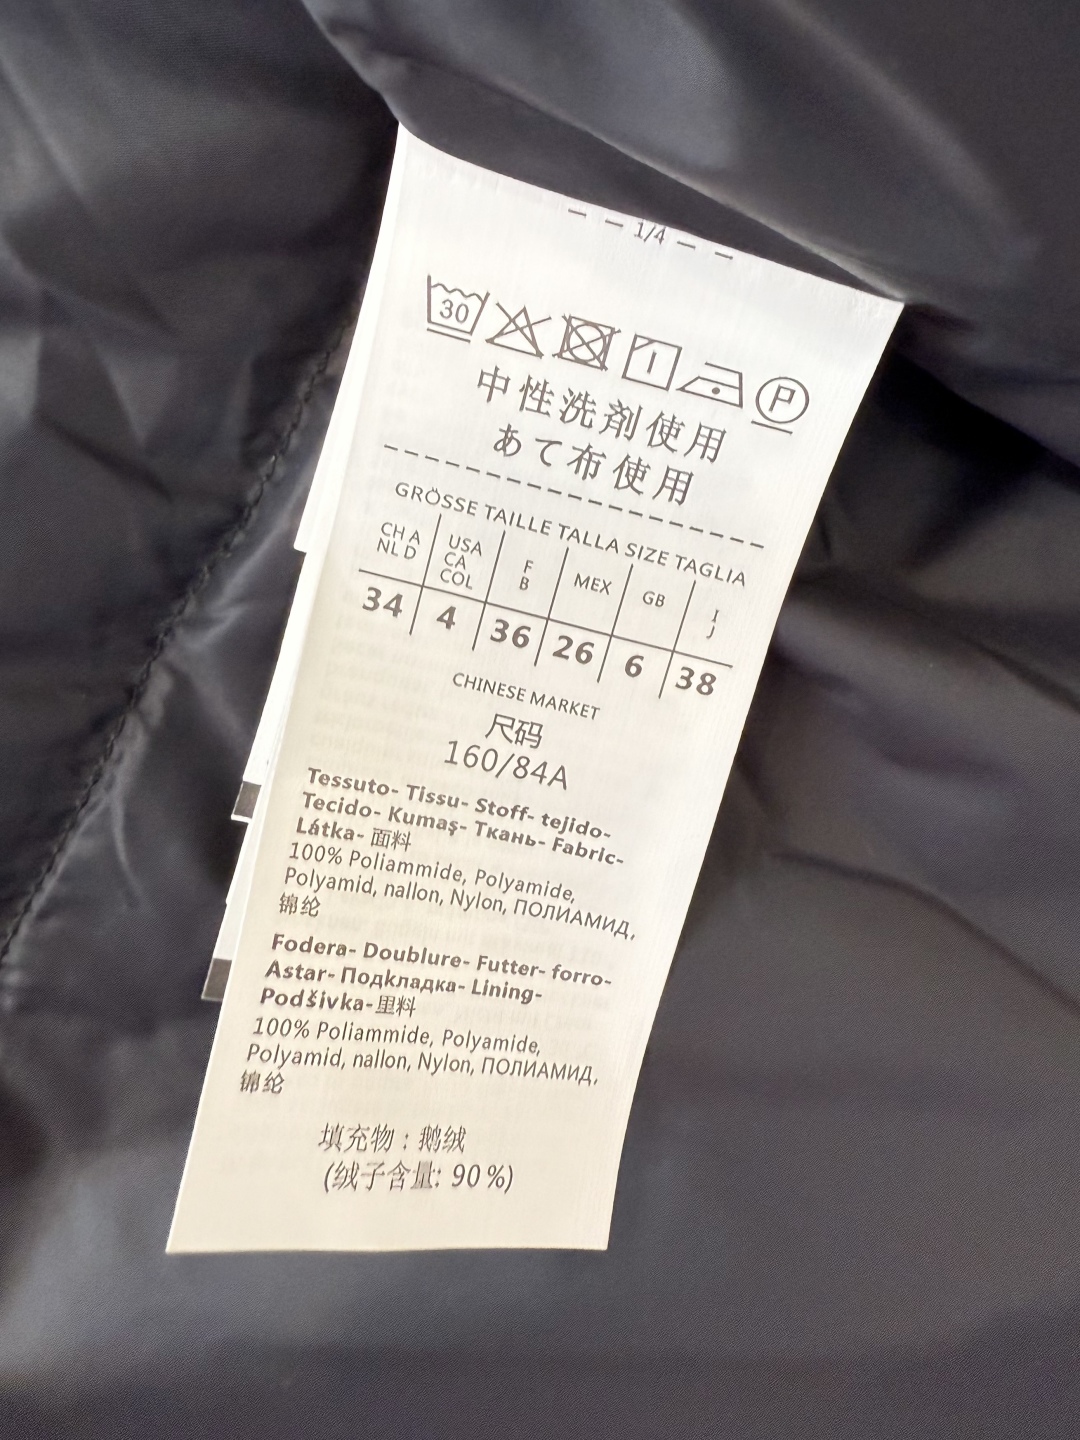 - - 1/4 - -
30 P
中性洗剤使用
あて布使用
GRÖSSE TAILLE TALLA SIZE TAGLIA
CH A NL D USA CA COL F B MEX GB I J
34 4 36 26 6 38
CHINESE MARKET
尺码
160/84A
Tessuto- Tissu- Stoff- tejido-
Tecido- Kumaş- Ткань- Fabric-
Látka- 面料
100% Poliammide, Polyamide,
Polyamid, nallon, Nylon, ПОЛИАМИД,
锦纶
Fodera- Doublure- Futter- forro-
Astar- Подкладка- Lining-
Podšivka-里料
100% Poliammide, Polyamide,
Polyamid, nallon, Nylon, ПОЛИАМИД,
锦纶
填充物：鹅绒
(绒子含量: 90%)